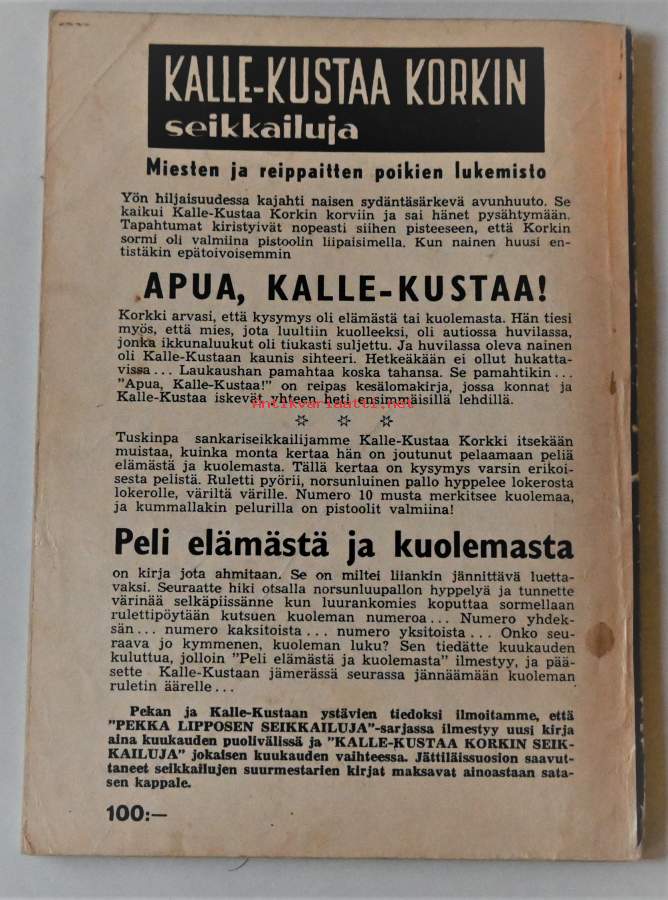 KALLE-KUSTAA KORKIN
seikkailuja
Miesten ja reippaitten poikien lukemisto
Yön hiljaisuudessa kajahti naisen sydäntäsärkevä avunhuuto. Se
kaikui Kalle-Kustaa Korkin korviin ja sai hänet pysähtymään.
Tapahtumat kiristyivät nopeasti siihen pisteeseen, että Korkin
sormi oli valmiina pistoolin liipaisimella. Kun nainen huusi en-
tistäkin epätoivoisemmin
APUA, KALLE-KUSTAA!
Korkki arvasi, että kysymys oli elämästä tai kuolemasta. Hän tiesi
myös, että mies, jota luultiin kuolleeksi, oli autiossa huvilassa,
jonka ikkunaluukut oli tiukasti suljettu. Ja huvilassa oleva nainen
oli Kalle-Kustaan kaunis sihteeri. Hetkeäkään ei ollut hukatta-
vissa... Laukaushan pamahtaa koska tahansa. Se pamahtikin...
"Apua, Kalle-Kustaa!" on reipas kesälomakirja, jossa konnat ja
Kalle-Kustaa iskevät yhteen heti ensimmäisillä lehdillä.
Antikvariaatti.net
Tuskinpa sankariseikkailijamme Kalle-Kustaa Korkki itsekään
muistaa, kuinka monta kertaa hän on joutunut pelaamaan peliä
elämästä ja kuolemasta. Tällä kertaa on kysymys varsin erikoi-
sesta pelistä. Ruletti pyörii, norsunluinen pallo hyppelee lokerosta
lokerolle, väriltä värille. Numero 10 musta merkitsee kuolemaa,
ja kummallakin pelurilla on pistoolit valmiina!
Peli elämästä ja kuolemasta
on kirja jota ahmitaan. Se on miltei liiankin jännittävä luetta-
vaksi. Seuraatte hiki otsalla norsunluupallon hyppelyä ja tunnette
värinää selkäpiissänne kun luurankomies koputtaa sormellaan
rulettipöytään kutsuen kuoleman numeroa... Numero yhdek-
sän... numero kaksitoista... numero yksitoista... Onko seu-
raava jo kymmenen, kuoleman luku? Sen tiedätte kuukauden
kuluttua, jolloin "Peli elämästä ja kuolemasta" ilmestyy, ja pää-
sette Kalle-Kustaan jämerässä seurassa jännäämään kuoleman
ruletin äärelle...
Pekan ja Kalle-Kustaan ystävien tiedoksi ilmoitamme, että
"PEKKA LIPPOSEN SEIKKAILUJA"-sarjassa ilmestyy uusi kirja
aina kuukauden puolivälissä ja "KALLE-KUSTAA KORKIN SEIK-
KAILUJA" jokaisen kuukauden vaihteessa. Jättiläissuosion saavut-
taneet seikkailujen suurmestarien kirjat maksavat ainoastaan sata-
sen kappale.
100:—